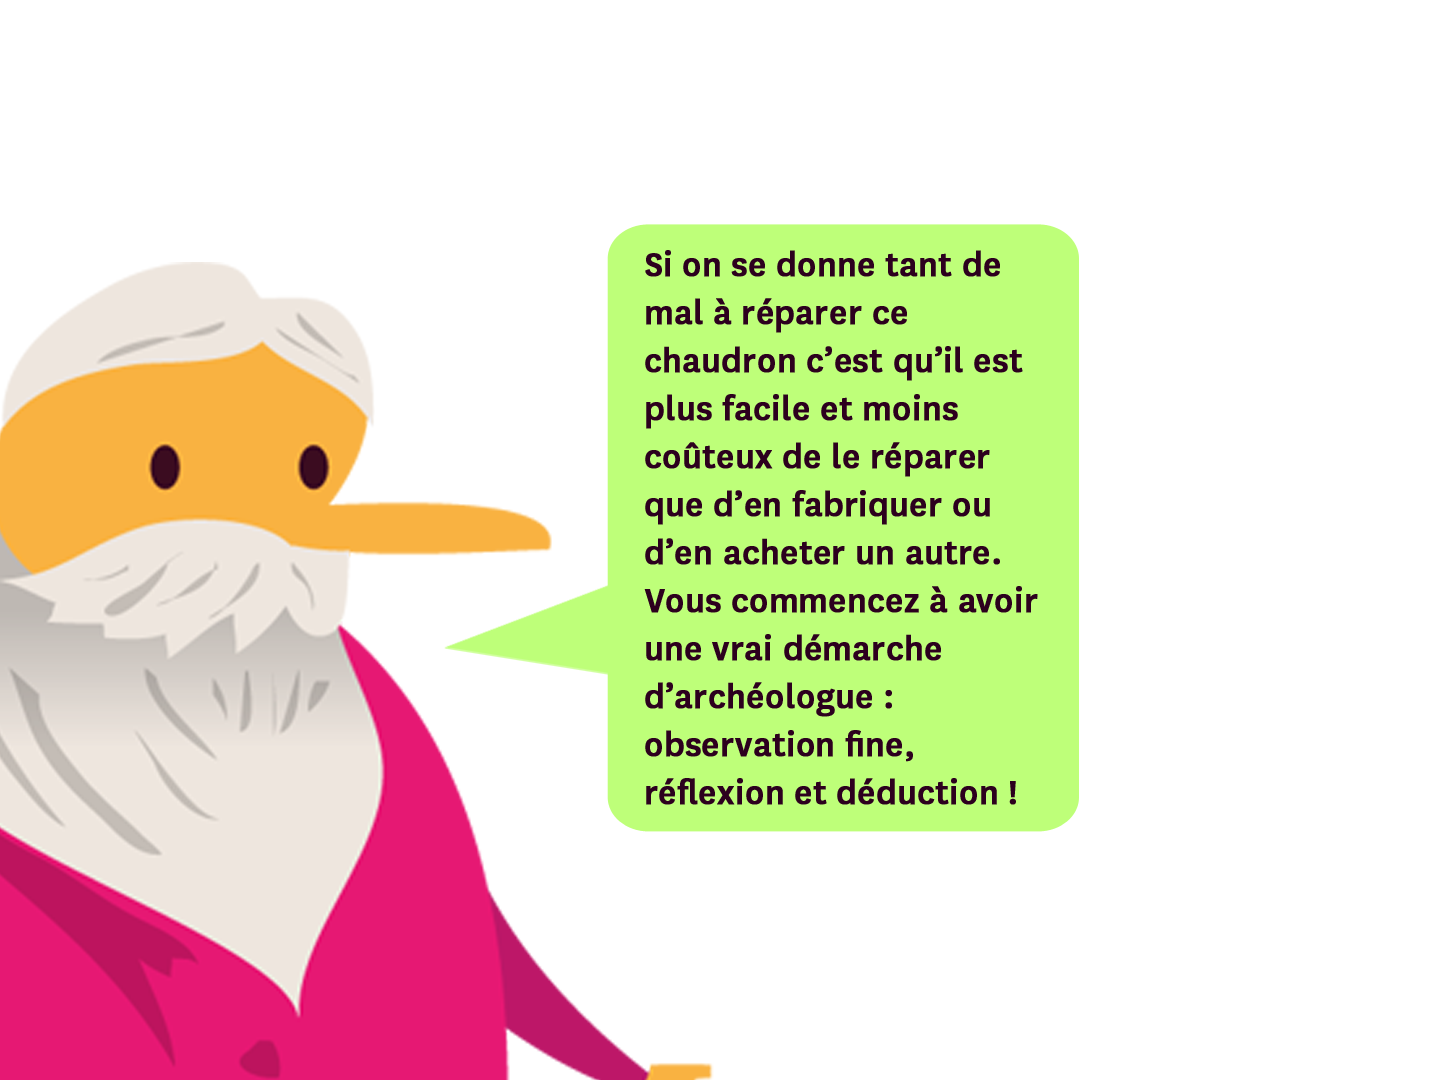 Si on se donne tant de
mal à réparer ce
chaudron c’est qu’il est
plus facile et moins
coûteux de le réparer
que d’en fabriquer ou
d’en acheter un autre.
Vous commencez à avoir
une vrai démarche
d’archéologue :
observation fine,
réflexion et déduction !